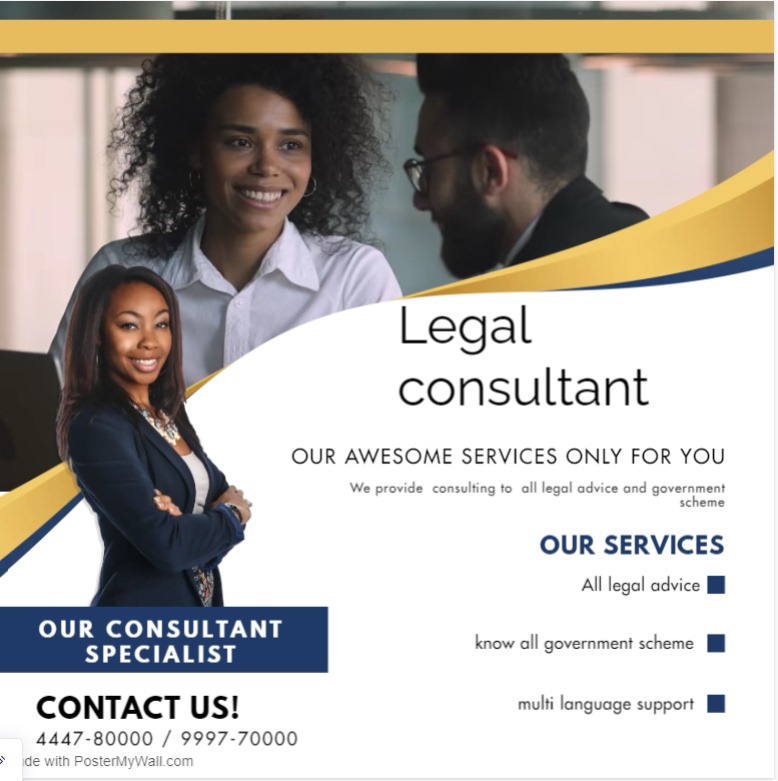 Legal
consultant
OUR AWESOME SERVICES ONLY FOR YOU
We provide consulting to all legal advice and government
scheme
OUR SERVICES
All legal advice
know all government scheme
multi language support
OUR CONSULTANT
SPECIALIST
CONTACT US!
4447-80000 / 9997-70000
de with PosterMyWall.com